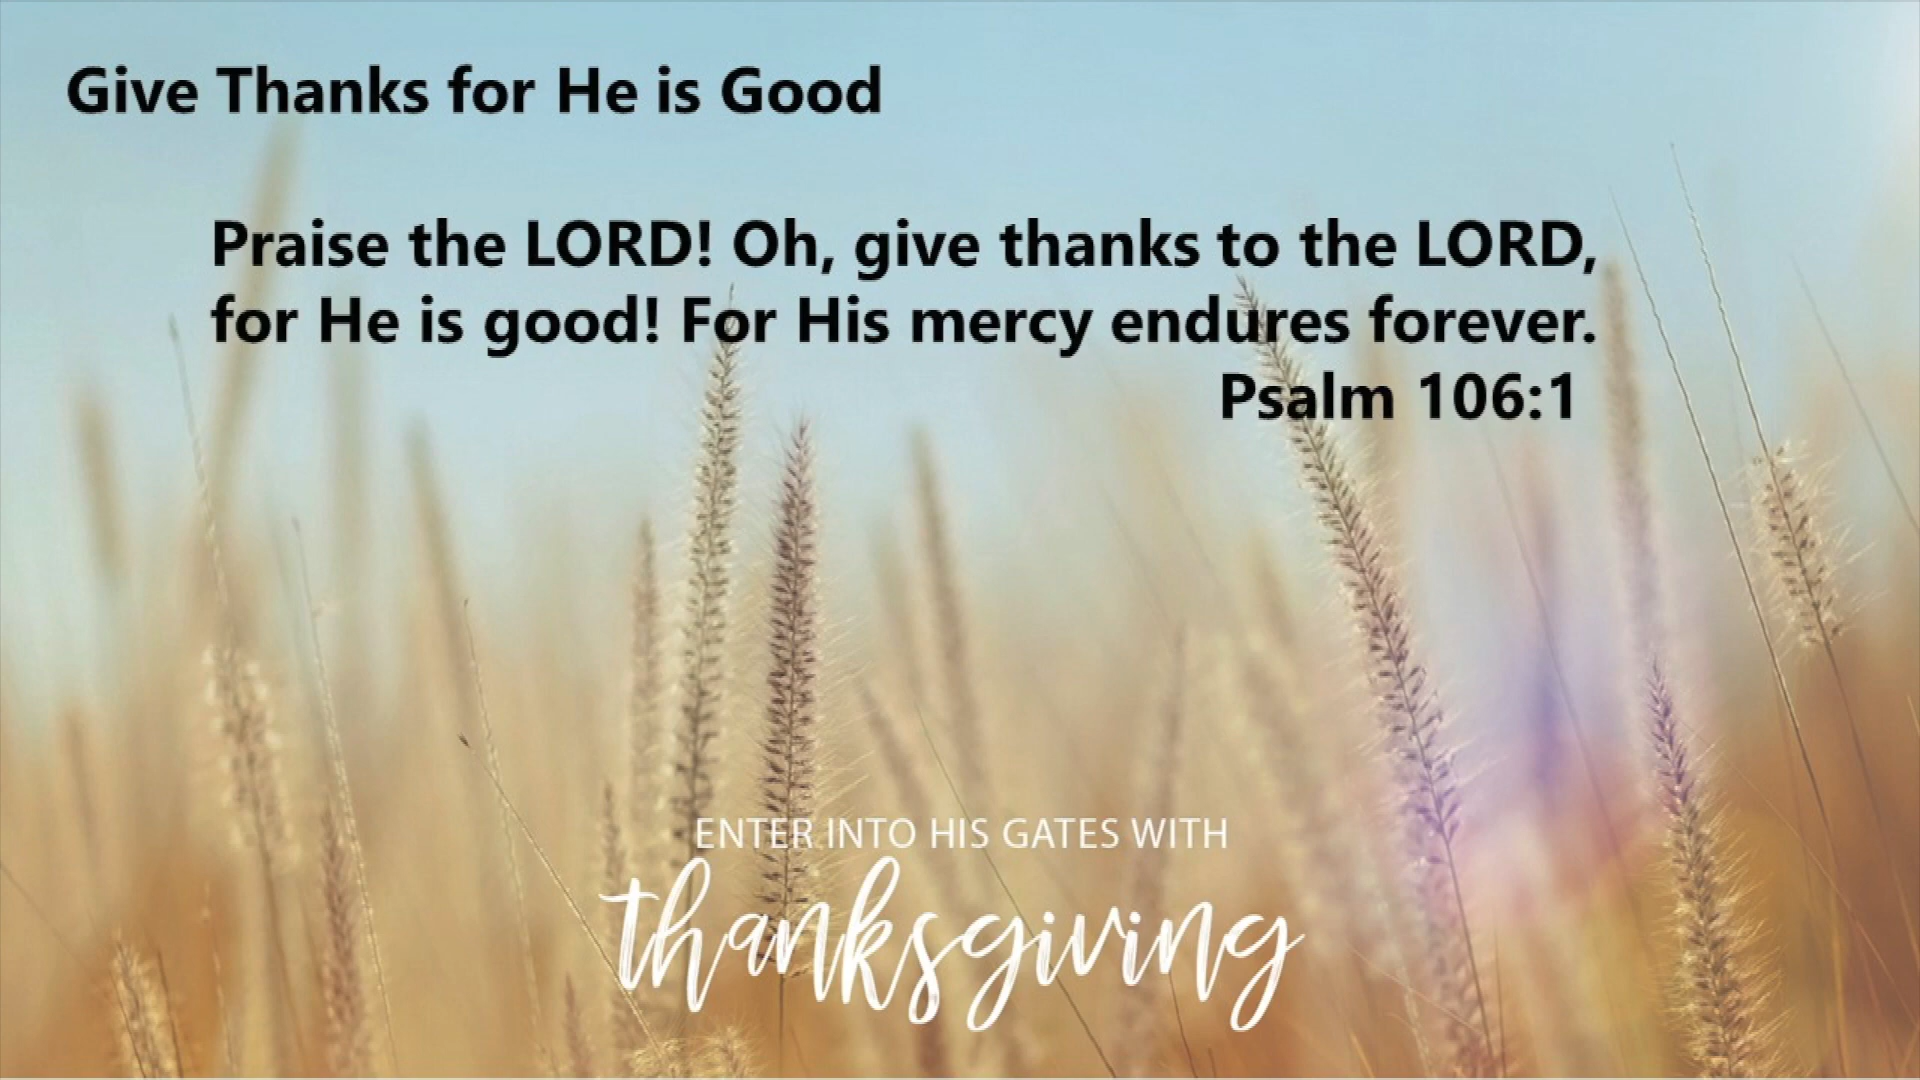 Give Thanks for He is Good
Praise the LORD! Oh, give thanks to the LORD,
for He is good! For His mercy endures forever.
Psalm 106:1
ENTER INTO HIS GATES WITH
thanksgiving